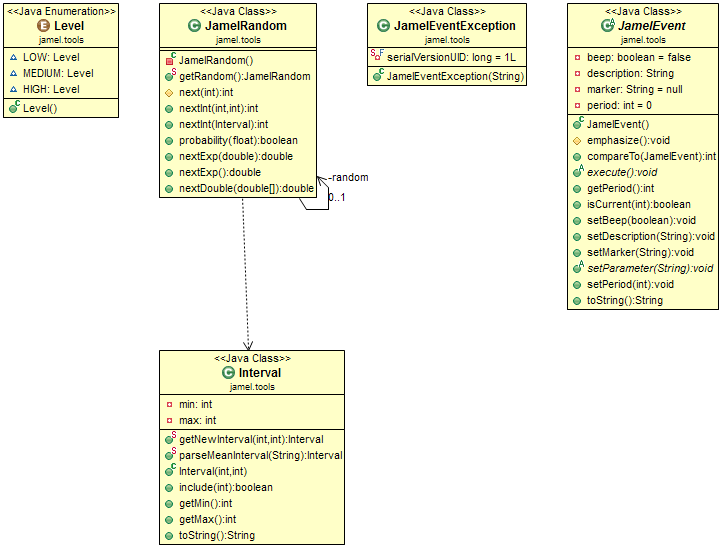 <<Java Enumeration>>
E Level
jamel.tools
LOW: Level
MEDIUM: Level
HIGH: Level
C Level()
<<Java Class>>
C JamelRandom
jamel.tools
C JamelRandom()
S getRandom():JamelRandom
next(int):int
nextInt(int,int):int
nextInt(Interval):int
probability(float):boolean
nextExp(double):double
nextExp():double
nextDouble(double[]):double
-random
0..1
<<Java Class>>
C JamelEventException
jamel.tools
S F serialVersionUID: long = 1L
C JamelEventException(String)
<<Java Class>>
C A JamelEvent
jamel.tools
beep: boolean = false
description: String
marker: String = null
period: int = 0
C JamelEvent()
emphasize():void
compareTo(JamelEvent):int
A execute():void
getPeriod():int
isCurrent(int):boolean
setBeep(boolean):void
setDescription(String):void
setMarker(String):void
A setParameter(String):void
setPeriod(int):void
toString():String
<<Java Class>>
C Interval
jamel.tools
min: int
max: int
S getNewInterval(int,int):Interval
S parseMeanInterval(String):Interval
C Interval(int,int)
include(int):boolean
getMin():int
getMax():int
toString():String